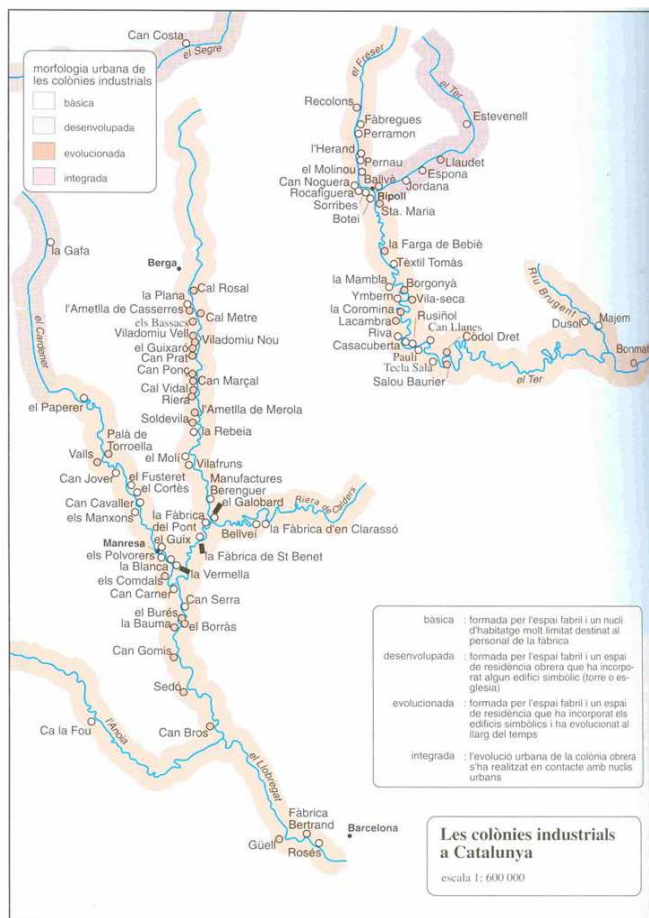 Can Costa
el Segre
morfologia urbana de
les colònies industrials
bàsica
desenvolupada
evolucionada
integrada
el Freser
el Ter
Recolons
Fàbregues
Perramon
Estevenell
l'Herand
Pernau
el Molinou
Ballvé
Llaudet
Espona
Can Noguera
Jordana
Rocafiguera
Ripoll
Sorribes
Sta. Maria
Botei
la Gafa
Berga
la Farga de Bebiè
Tèxtil Tomàs
la Mambla
Borgonyà
Ymbern
Vila-seca
la Coromina
Rusiñol
Lacambra
Can Llanes
Riva
Còdol Dret
Casacuberta
Pauli
Tecla Sala
Salou Baurier
el Ter
Riu Brugent
Dusol
Majem
Bonmatí
Cal Rosal
la Plana
l'Ametlla de Casserres
Cal Metre
els Bassacs
Viladomiu Vell
Viladomiu Nou
el Guixaró
Can Prat
Can Ponç
Can Marçal
Cal Vidal
Riera
l'Ametlla de Merola
Soldevila
la Rebeia
el Cardener
el Paperer
Palà de
Torroella
Valls
Can Jover
el Molí
Vilafruns
el Fusteret
el Cortès
Can Cavaller
els Manxons
Manufactures
Berenguer
el Galobard
Riera de Calders
la Fàbrica
del Pont
Bellvei
la Fàbrica d'en Clarassó
el Guix
Manresa
els Polvorers
la Fàbrica de St Benet
la Blanca
la Vermella
els Comdals
Can Carner
Can Serra
el Burés
la Bauma
el Borràs
Can Gomis
Sedó
Ca la Fou
l'Anoia
Can Bros
el Llobregat
Fàbrica
Bertrand
Barcelona
Güell
Rosés
bàsica : formada per l'espai fabril i un nucli
d'habitatge molt limitat destinat al
personal de la fàbrica
desenvolupada : formada per l'espai fabril i un espai
de residència obrera que ha incorpo-
rat algun edifici simbòlic (torre o es-
glesia)
evolucionada : formada per l'espai fabril i un espai
de residència que ha incorporat els
edificis simbòlics i ha evolucionat al
llarg del temps
integrada : l'evolució urbana de la colònia obrera
s'ha realitzat en contacte amb nuclis
urbans
Les colònies industrials
a Catalunya
escala 1: 600 000